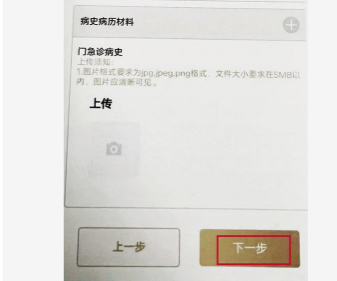 病史病历材料
门急诊病史
上传须知：
1.图片格式要求为jpg,jpeg,png格式，文件大小要求在5MB以
内，图片应清晰可见。
上传
上一步
下一步